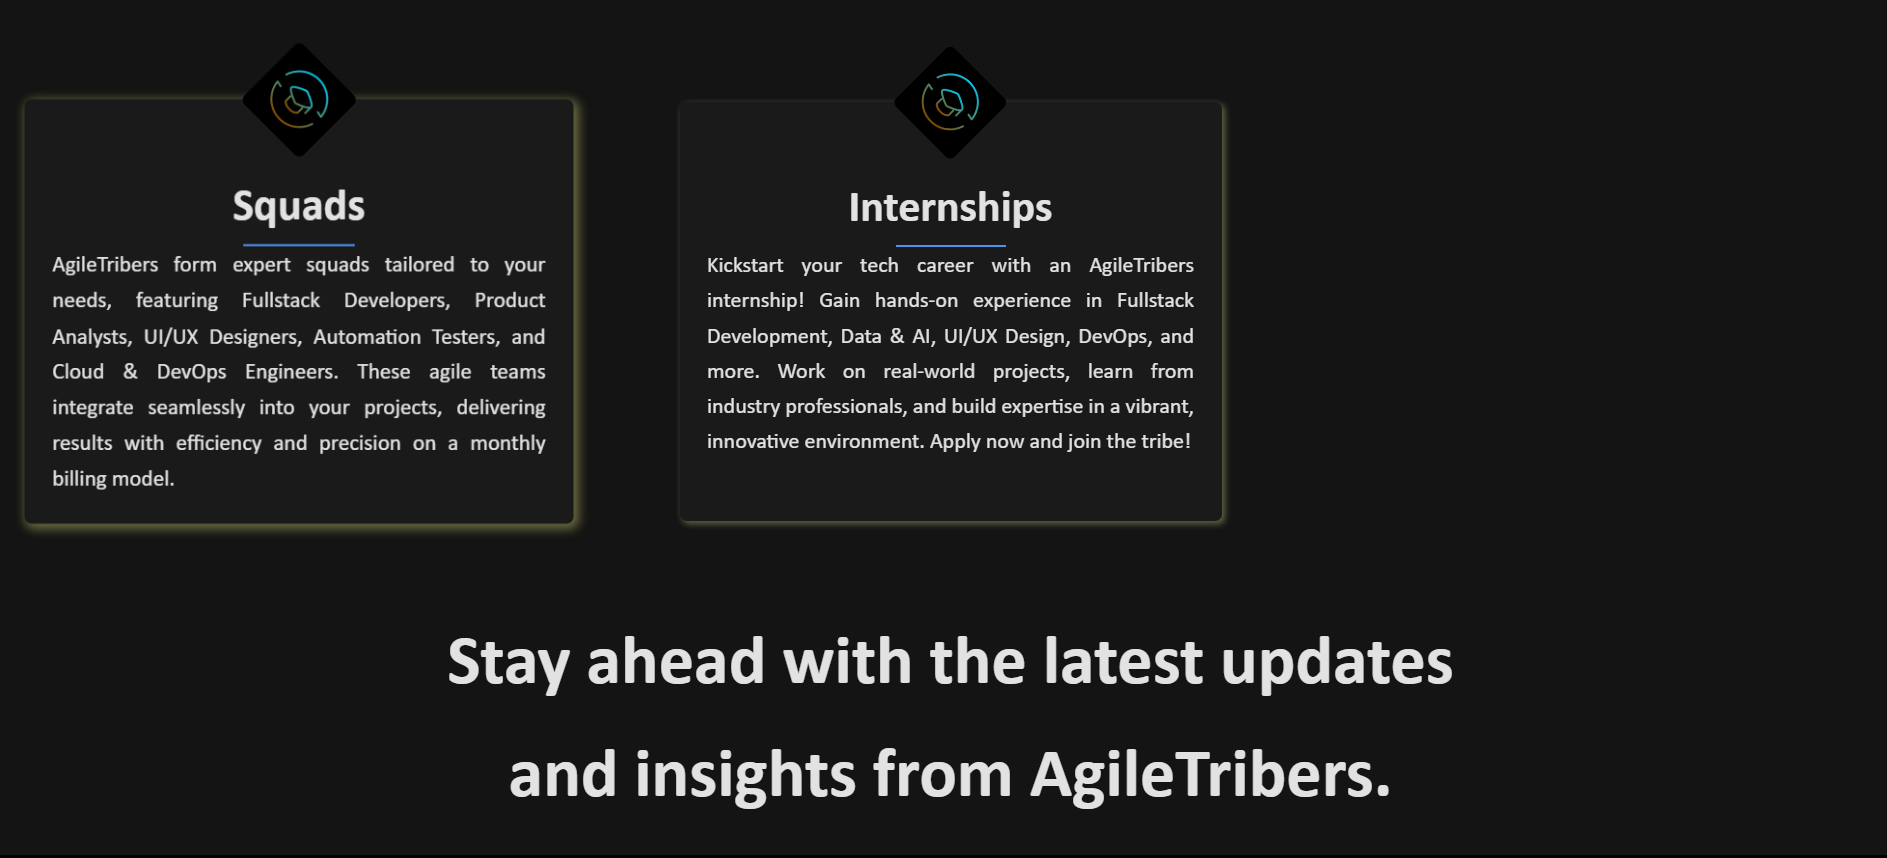 Squads
AgileTribers form expert squads tailored to your
needs, featuring Fullstack Developers, Product
Analysts, UI/UX Designers, Automation Testers, and
Cloud & DevOps Engineers. These agile teams
integrate seamlessly into your projects, delivering
results with efficiency and precision on a monthly
billing model.
Internships
Kickstart your tech career with an AgileTribers
internship! Gain hands-on experience in Fullstack
Development, Data & AI, UI/UX Design, DevOps, and
more. Work on real-world projects, learn from
industry professionals, and build expertise in a vibrant,
innovative environment. Apply now and join the tribe!
Stay ahead with the latest updates
and insights from AgileTribers.